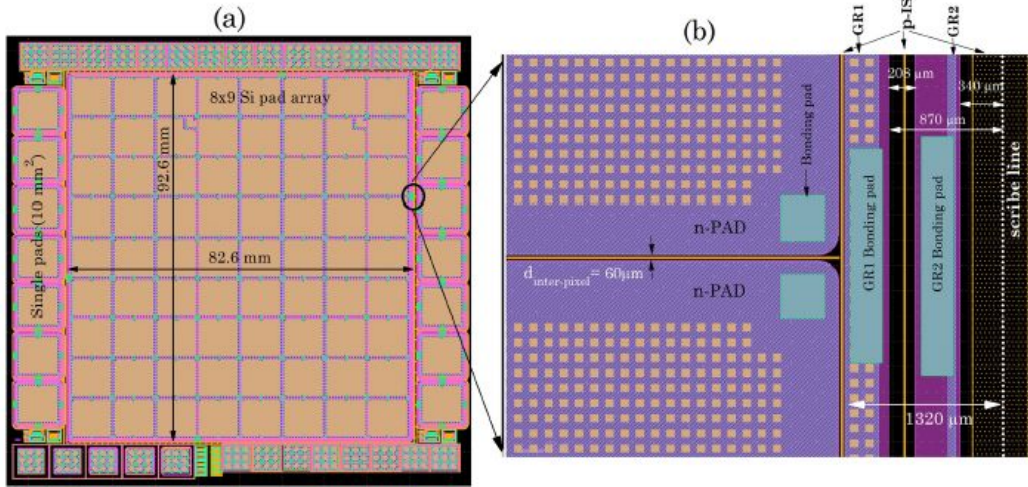 (a)
8x9 Si pad array
92.6 mm
82.6 mm
Single pads (10 mm²)
(b)
GR1
p-IS
GR2
208 µm
340 µm
870 µm
Bonding pad
n-PAD
d inter-pixel = 60µm
n-PAD
GR1 Bonding pad
GR2 Bonding pad
scribe line
1320 µm